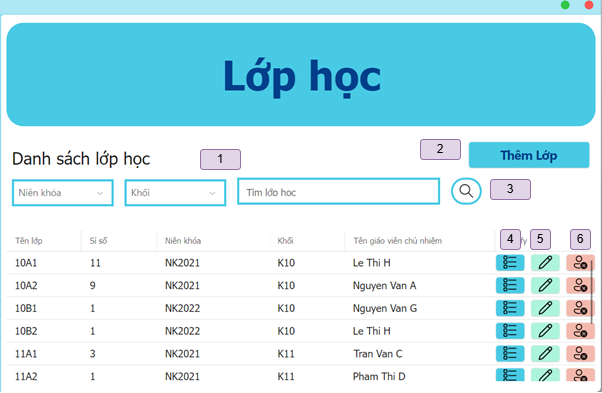 Lớp học
Danh sách lớp học 1 2 Thêm Lớp
Niên khóa Khối Tìm lớp hoc 3
Tên lớp Sỉ số Niên khóa Khối Tên giáo viên chủ nhiệm 4 5 6
10A1 11 NK2021 K10 Le Thi H
10A2 9 NK2021 K10 Nguyen Van A
10B1 1 NK2022 K10 Nguyen Van G
10B2 1 NK2022 K10 Le Thi H
11A1 3 NK2021 K11 Tran Van C
11A2 1 NK2021 K11 Pham Thi D